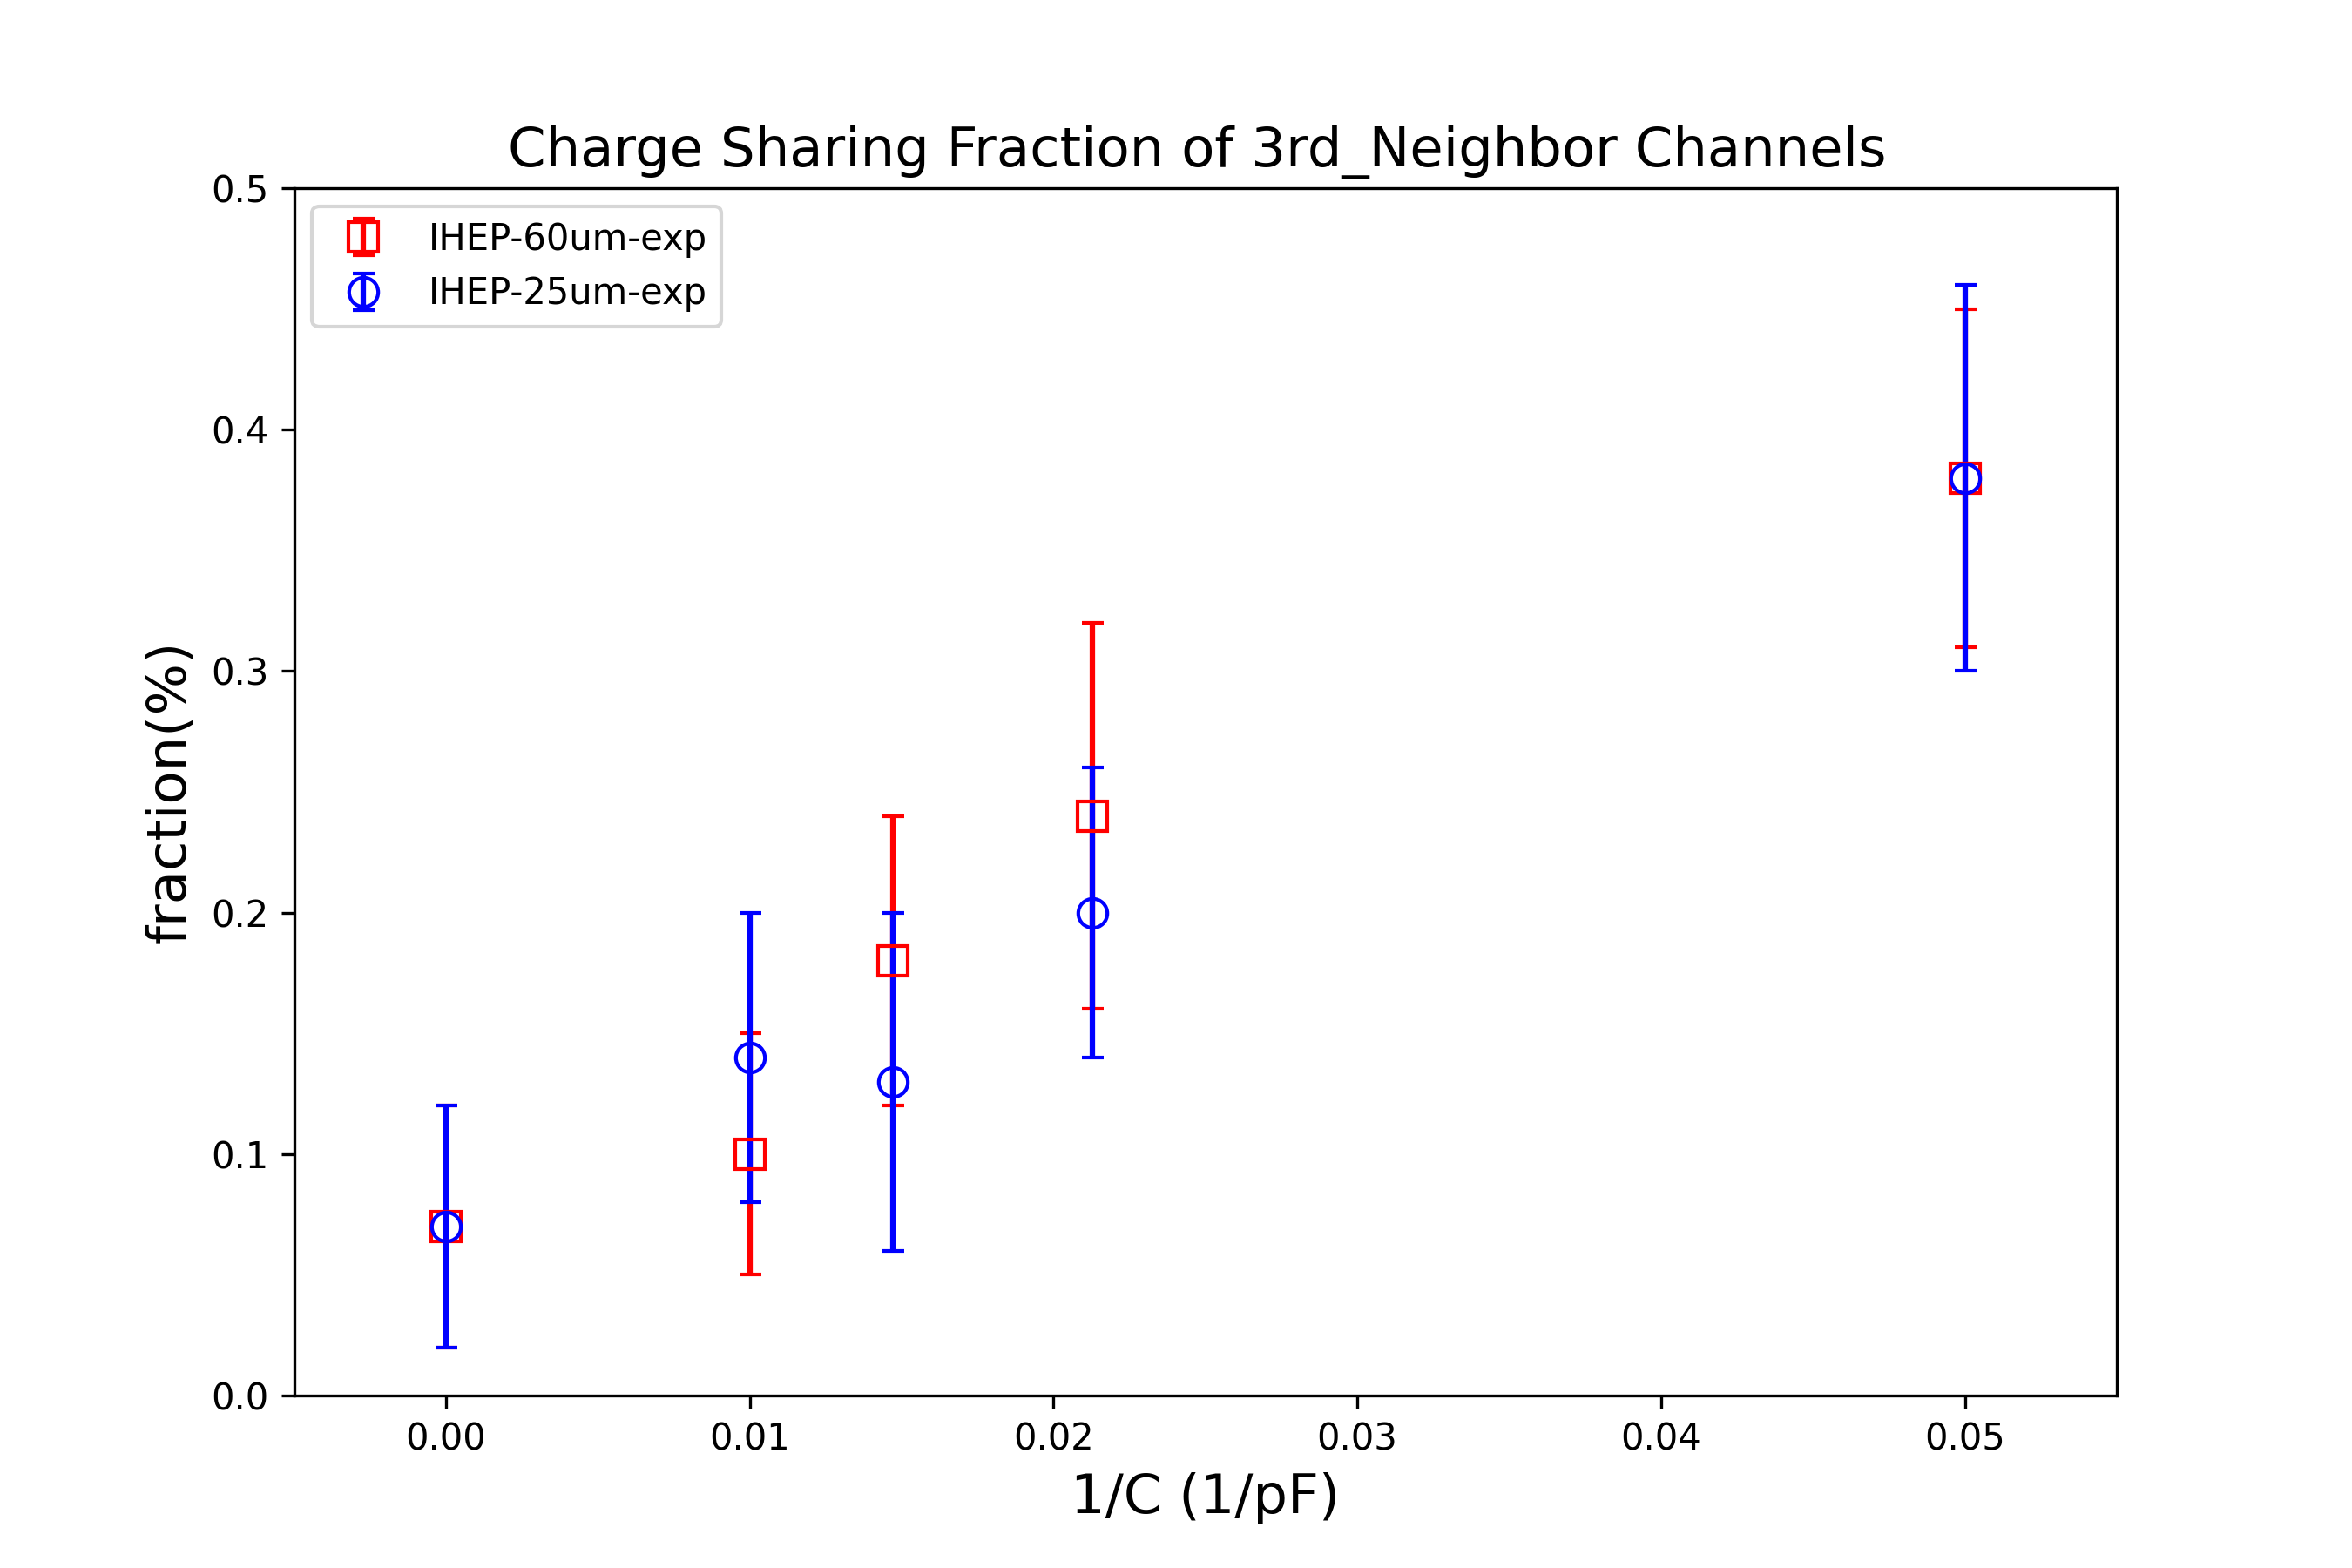 Charge Sharing Fraction of 3rd_Neighbor Channels
IHEP-60um-exp
IHEP-25um-exp
fraction(%)
0.5
0.4
0.3
0.2
0.1
0.0
0.00 0.01 0.02 0.03 0.04 0.05
1/C (1/pF)